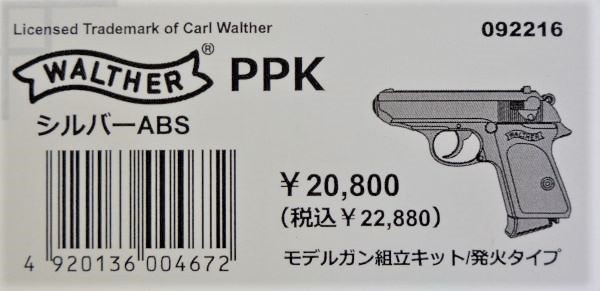 Licensed Trademark of Carl Walther
092216
WALTHER® PPK
シルバーABS
WALTHER
¥20,800
(税込¥22,880)
4 920136 004672
モデルガン組立キット/発火タイプ